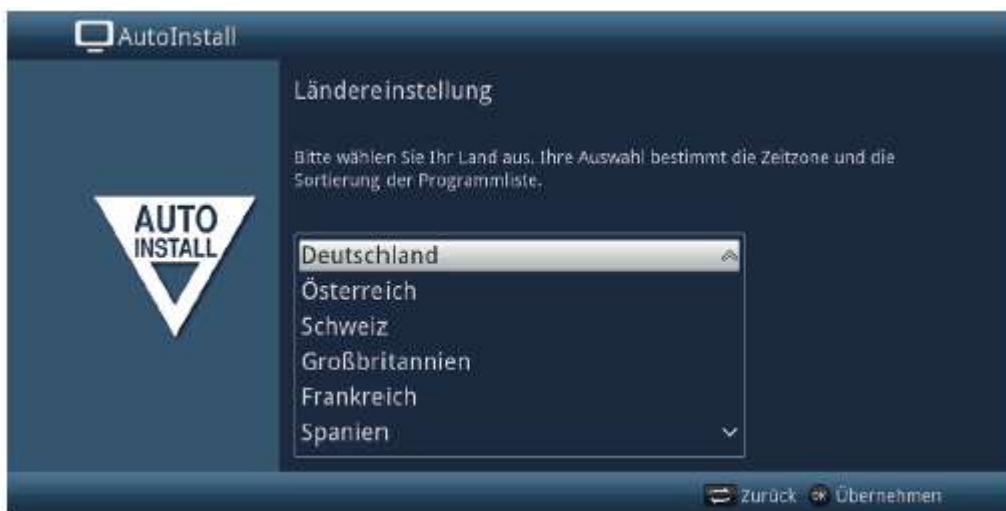 AutoInstall
Ländereinstellung
Bitte wählen Sie Ihr Land aus. Ihre Auswahl bestimmt die Zeitzone und die
Sortierung der Programmliste.
AUTO
INSTALL
Deutschland
Österreich
Schweiz
Großbritannien
Frankreich
Spanien
Zurück OK Übernehmen